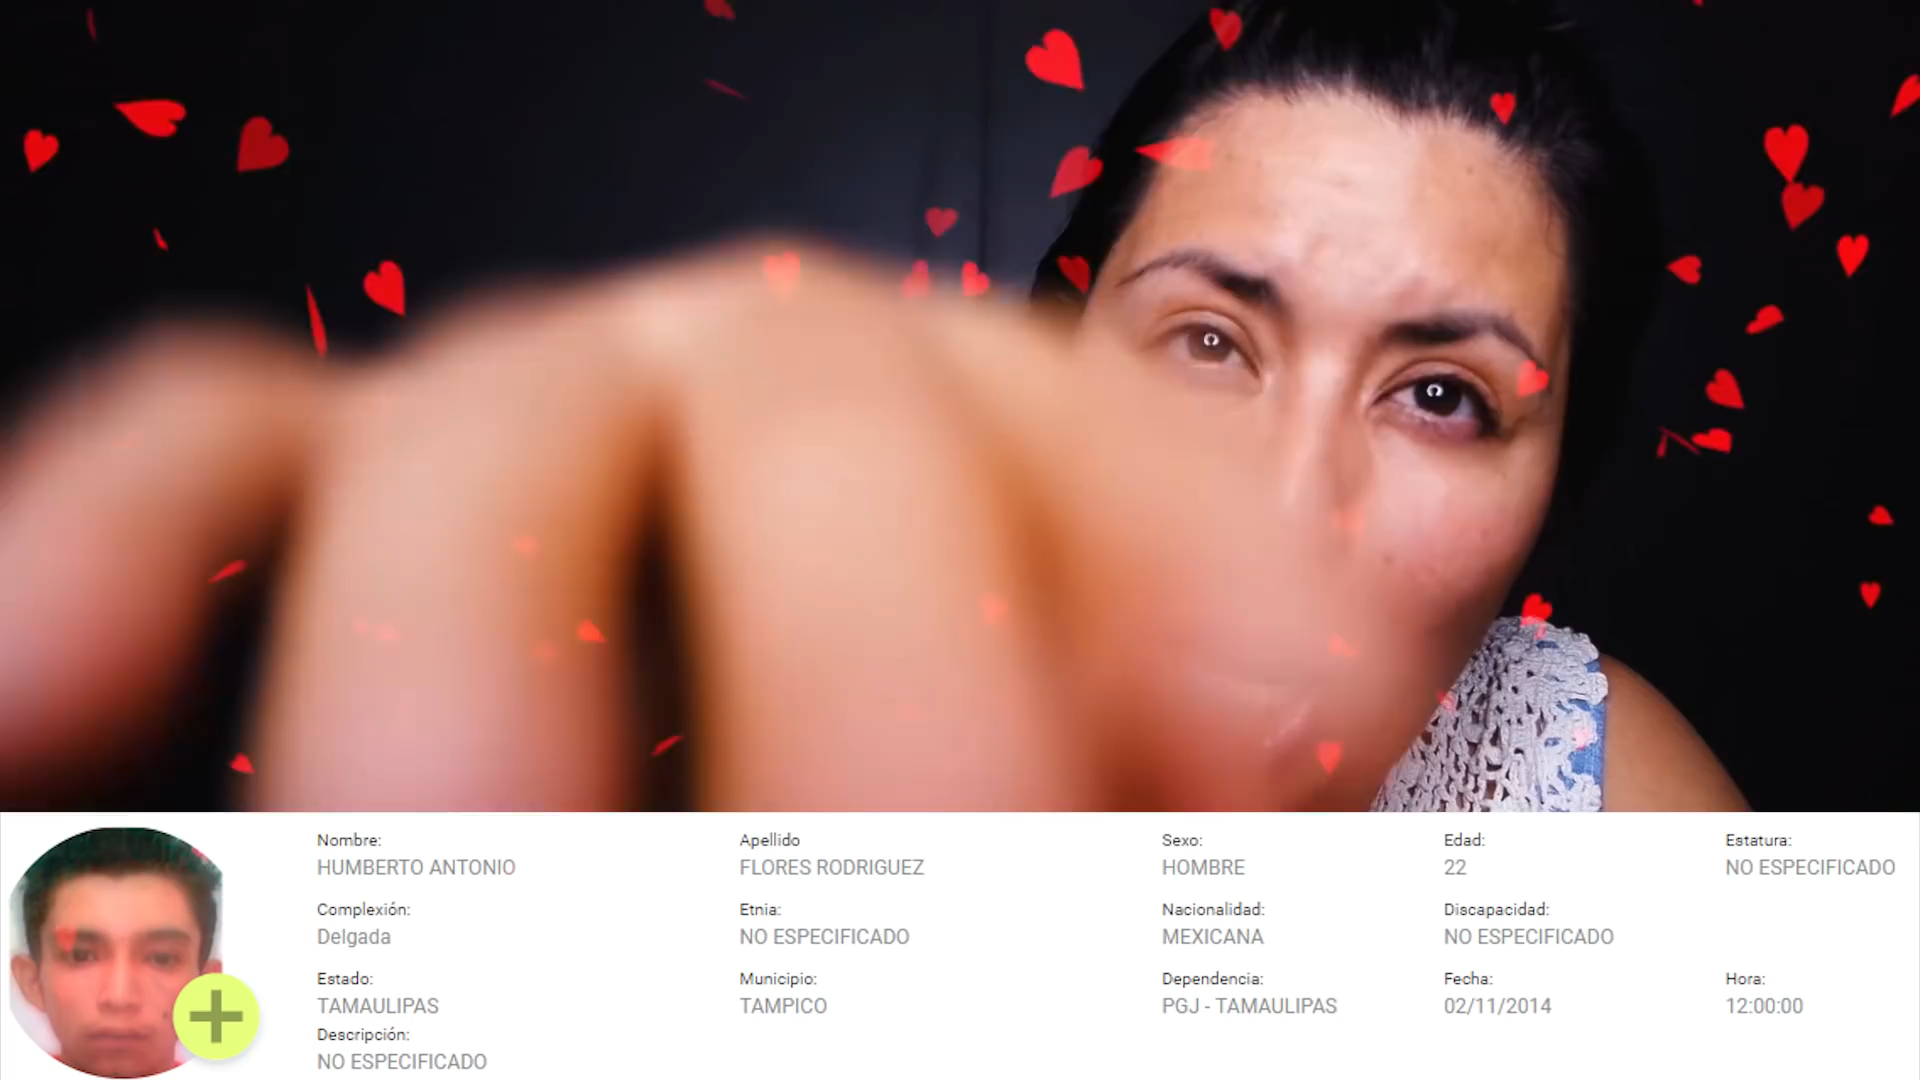 Nombre:
HUMBERTO ANTONIO
Apellido
FLORES RODRIGUEZ
Sexo:
HOMBRE
Edad:
22
Estatura:
NO ESPECIFICADO
Complexión:
Delgada
Etnia:
NO ESPECIFICADO
Nacionalidad:
MEXICANA
Discapacidad:
NO ESPECIFICADO
Estado:
TAMAULIPAS
Municipio:
TAMPICO
Dependencia:
PGJ - TAMAULIPAS
Fecha:
02/11/2014
Hora:
12:00:00
Descripción:
NO ESPECIFICADO